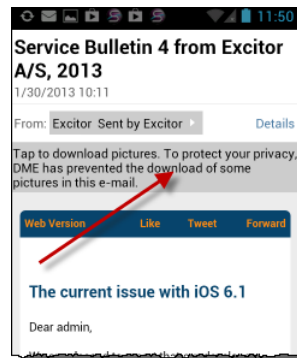 11:50
Service Bulletin 4 from Excitor
A/S, 2013
1/30/2013 10:11
From: Excitor Sent by Excitor
Details
Tap to download pictures. To protect your privacy,
DME has prevented the download of some
pictures in this e-mail.
Web Version Like Tweet Forward
The current issue with iOS 6.1
Dear admin,